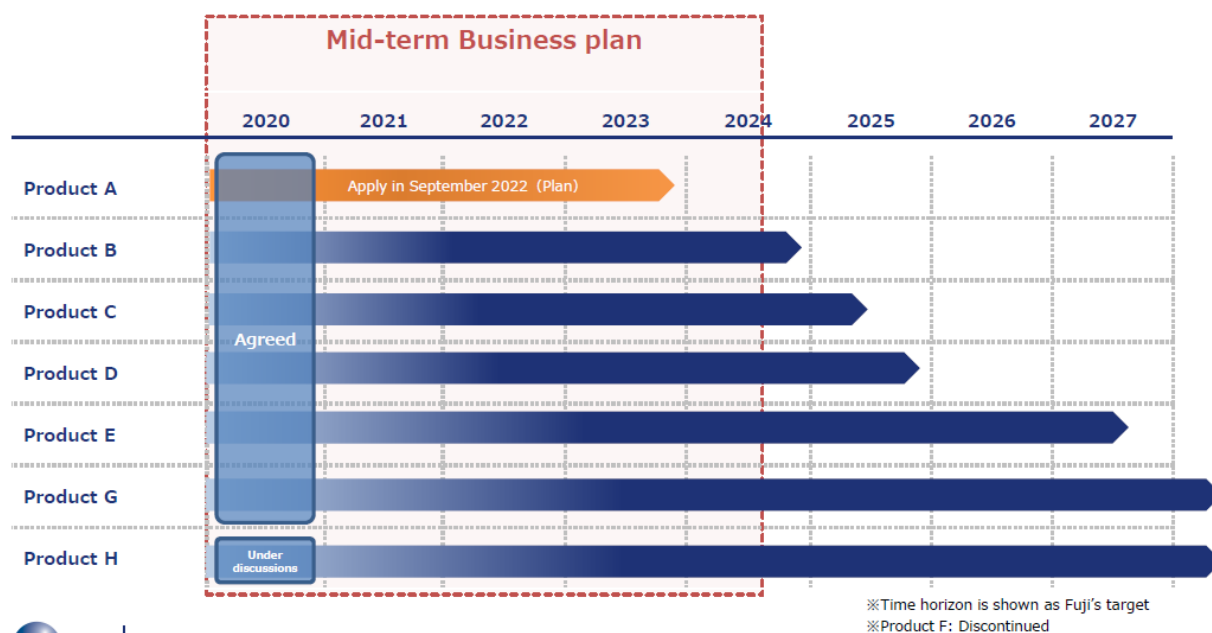 Mid-term Business plan
2020 2021 2022 2023 2024 2025 2026 2027
Product A
Apply in September 2022 (Plan)
Product B
Product C
Agreed
Product D
Product E
Product G
Product H
Under
discussions
※Time horizon is shown as Fuji's target
※Product F: Discontinued